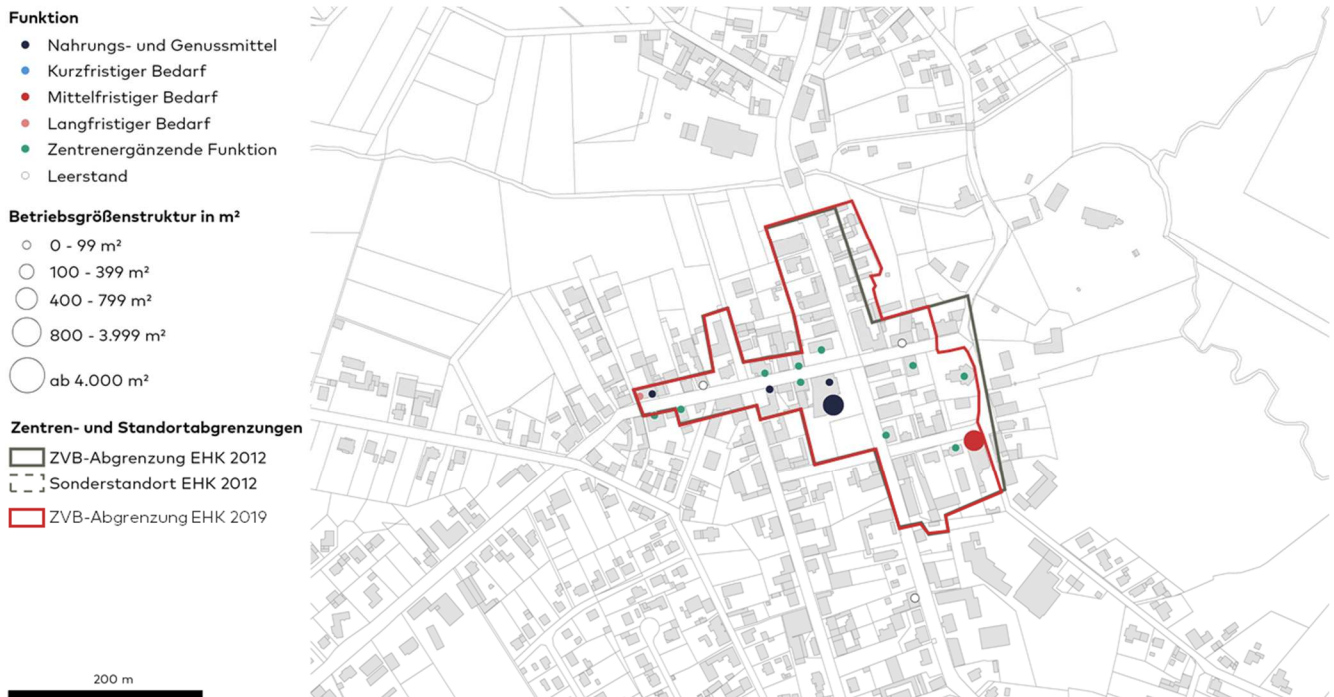 Funktion
Nahrungs- und Genussmittel
Kurzfristiger Bedarf
Mittelfristiger Bedarf
Langfristiger Bedarf
Zentrenergänzende Funktion
Leerstand
Betriebsgrößenstruktur in m²
0 - 99 m²
100 - 399 m²
400 - 799 m²
800 - 3.999 m²
ab 4.000 m²
Zentren- und Standortabgrenzungen
ZVB-Abgrenzung EHK 2012
Sonderstandort EHK 2012
ZVB-Abgrenzung EHK 2019
200 m